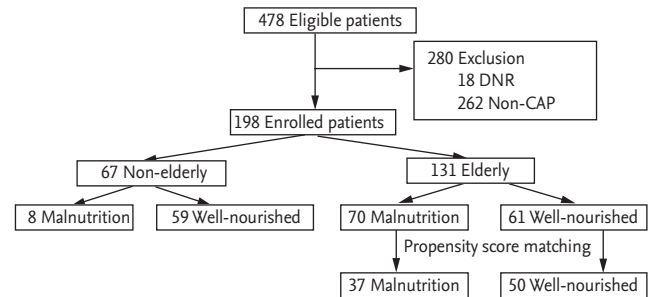 478 Eligible patients
280 Exclusion
18 DNR
262 Non-CAP
198 Enrolled patients
67 Non-elderly
131 Elderly
8 Malnutrition
59 Well-nourished
70 Malnutrition
61 Well-nourished
Propensity score matching
37 Malnutrition
50 Well-nourished